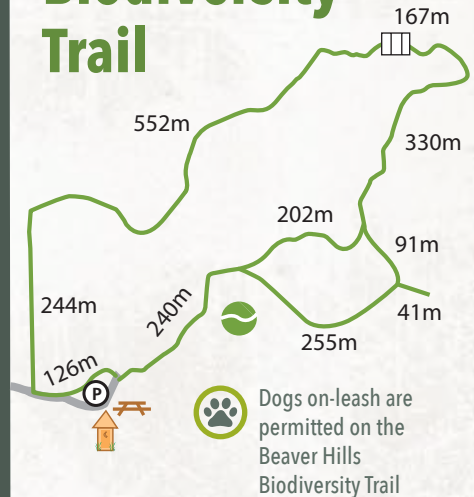 Biodiversity
Trail
167m
552m
330m
202m
91m
244m
240m
41m
255m
126m
P
Dogs on-leash are
permitted on the
Beaver Hills
Biodiversity Trail